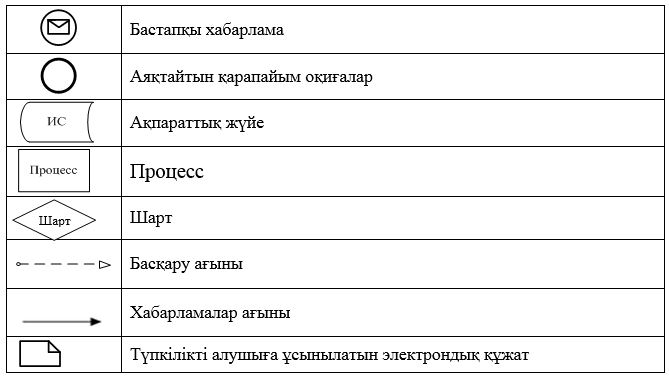 Бастапқы хабарлама
Аяқтайтын қарапайым оқиғалар
ИС Ақпараттық жүйе
Процесс Процесс
Шарт Шарт
Басқару ағыны
Хабарламалар ағыны
Түпкілікті алушыға ұсынылатын электрондық құжат